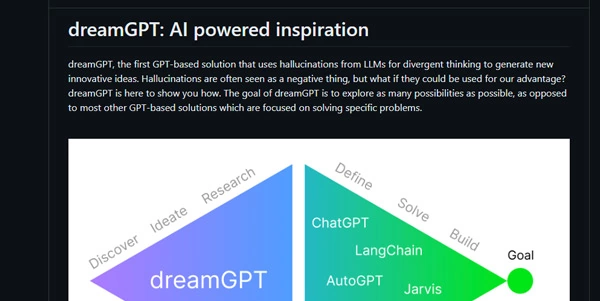 dreamGPT: AI powered inspiration
dreamGPT, the first GPT-based solution that uses hallucinations from LLMs for divergent thinking to generate new
innovative ideas. Hallucinations are often seen as a negative thing, but what if they could be used for our advantage?
dreamGPT is here to show you how. The goal of dreamGPT is to explore as many possibilities as possible, as opposed
to most other GPT-based solutions which are focused on solving specific problems.
Discover Ideate Research
Define Solve Build
ChatGPT
LangChain
Goal
dreamGPT
AutoGPT
Jarvis